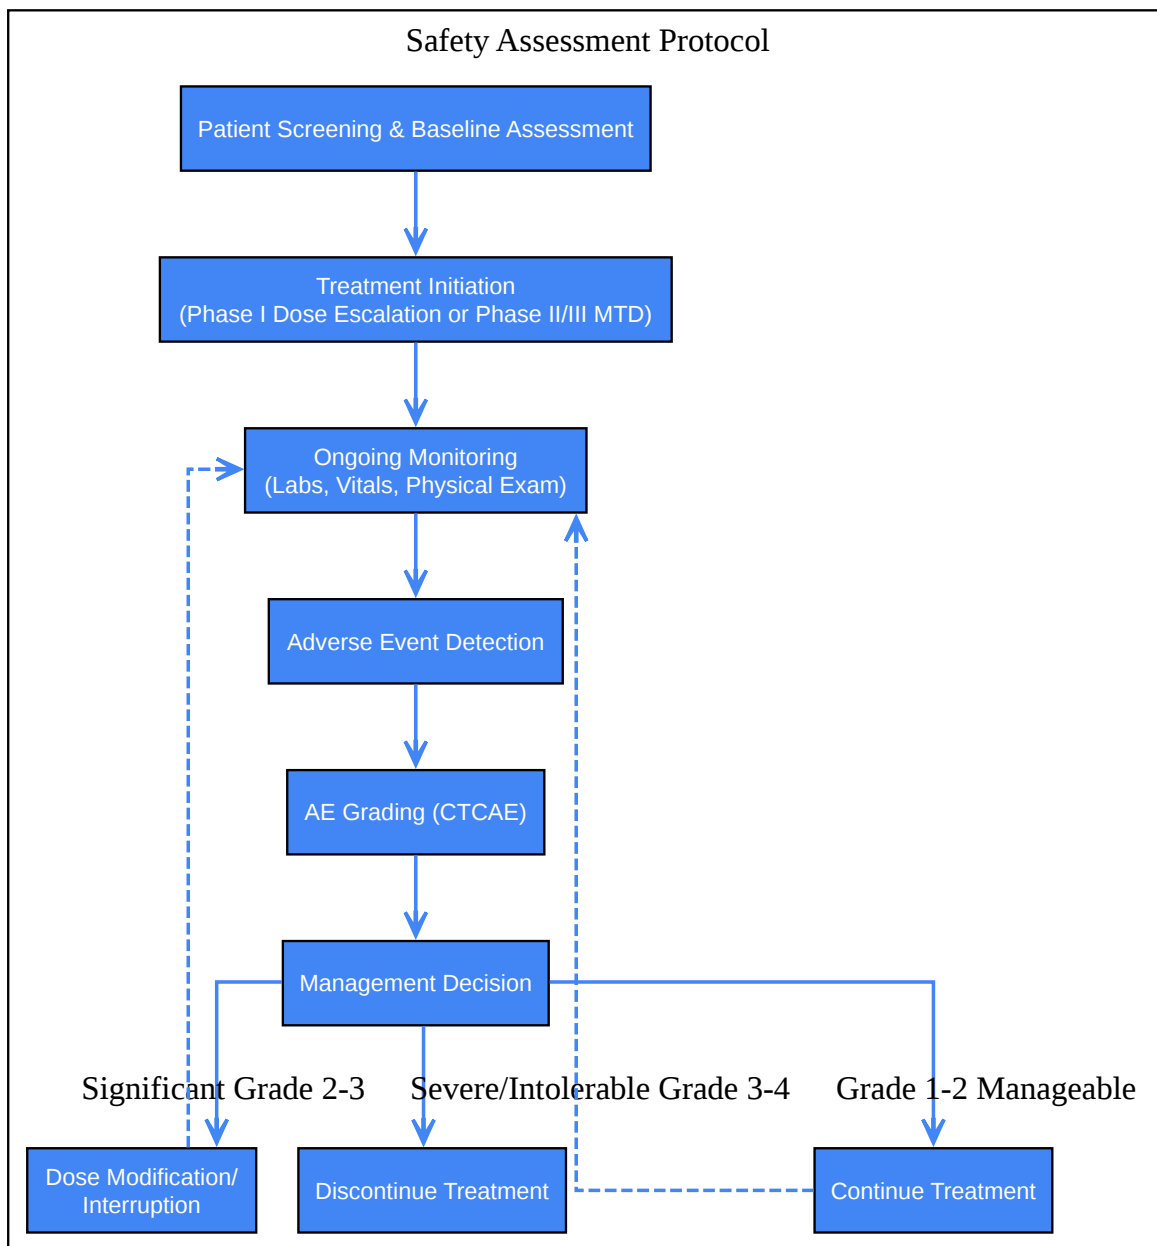 Safety Assessment Protocol
Patient Screening & Baseline Assessment
Treatment Initiation
(Phase I Dose Escalation or Phase II/III MTD)
Ongoing Monitoring
(Labs, Vitals, Physical Exam)
Adverse Event Detection
AE Grading (CTCAE)
Management Decision
Significant Grade 2-3
Severe/Intolerable Grade 3-4
Grade 1-2 Manageable
Dose Modification/
Interruption
Discontinue Treatment
Continue Treatment